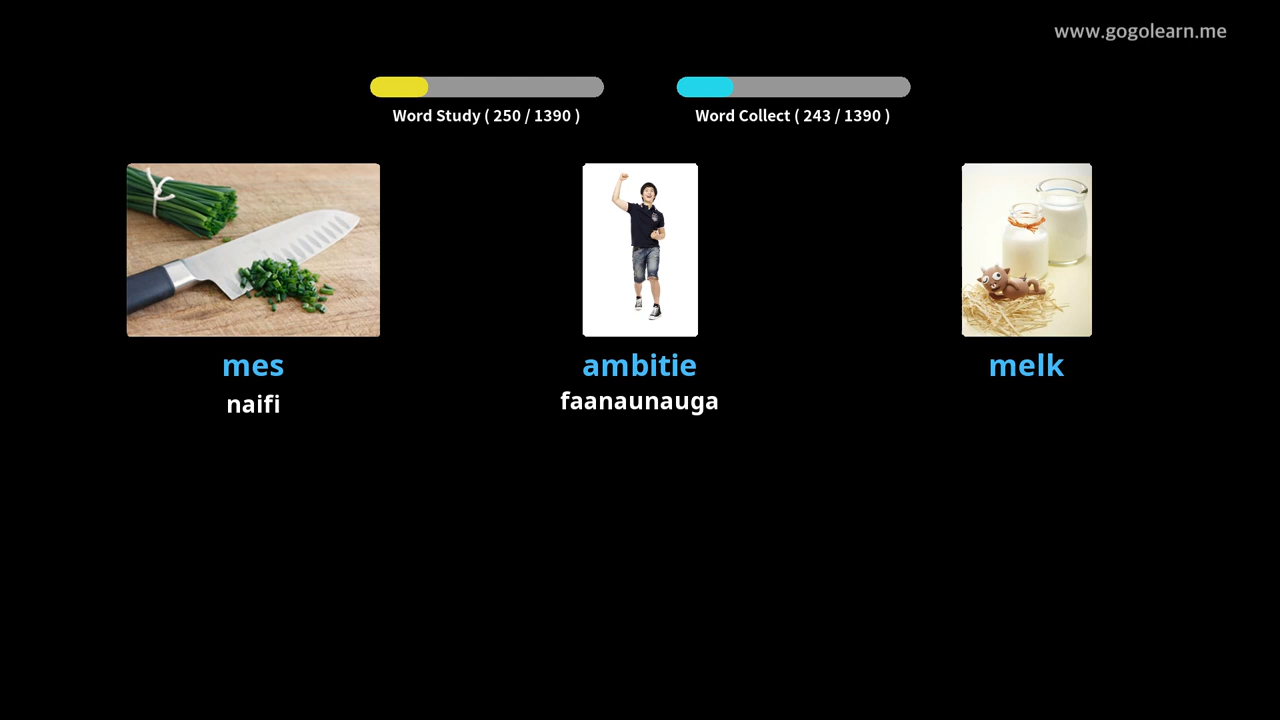 www.gogolearn.me
Word Study ( 250 / 1390 )
Word Collect ( 243 / 1390 )
mes
naifi
ambitie
faanaunauga
melk